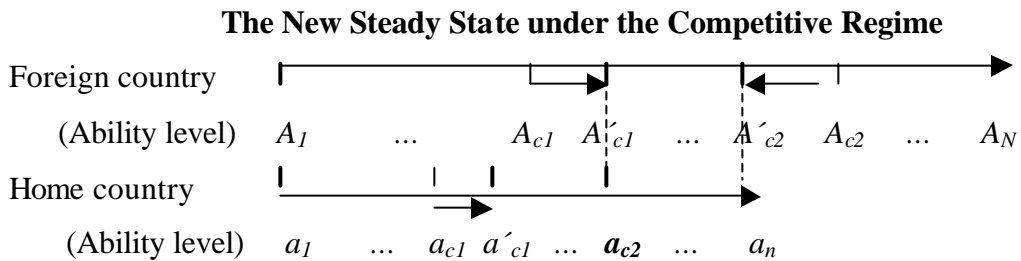 The New Steady State under the Competitive Regime
Foreign country
(Ability level) A1 ... Ac1 A´c1 ... A´c2 Ac2 ... AN
Home country
(Ability level) a1 ... ac1 a´c1 ... ac2 ... an